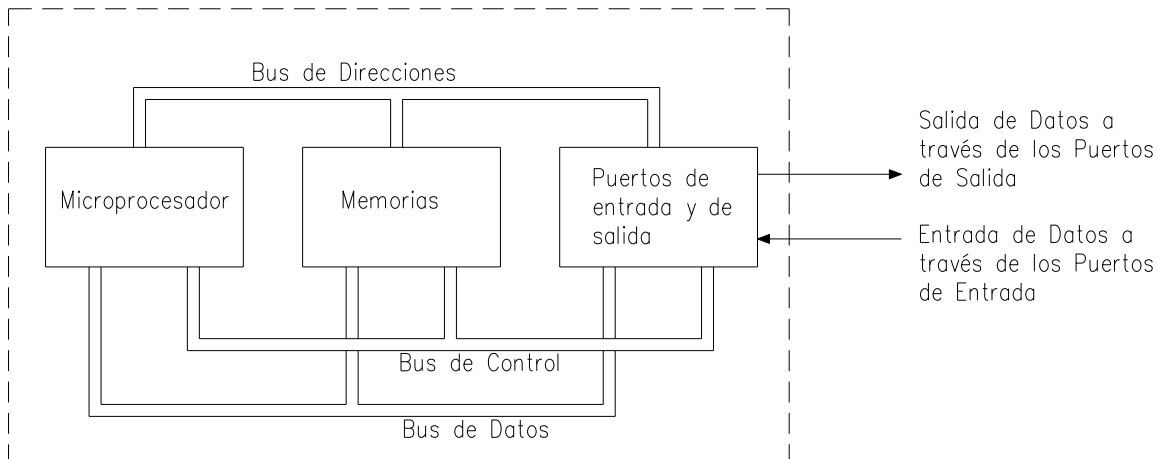 Bus de Direcciones
Microprocesador
Memorias
Puertos de
entrada y de
salida
Salida de Datos a
través de los Puertos
de Salida
Entrada de Datos a
través de los Puertos
de Entrada
Bus de Control
Bus de Datos